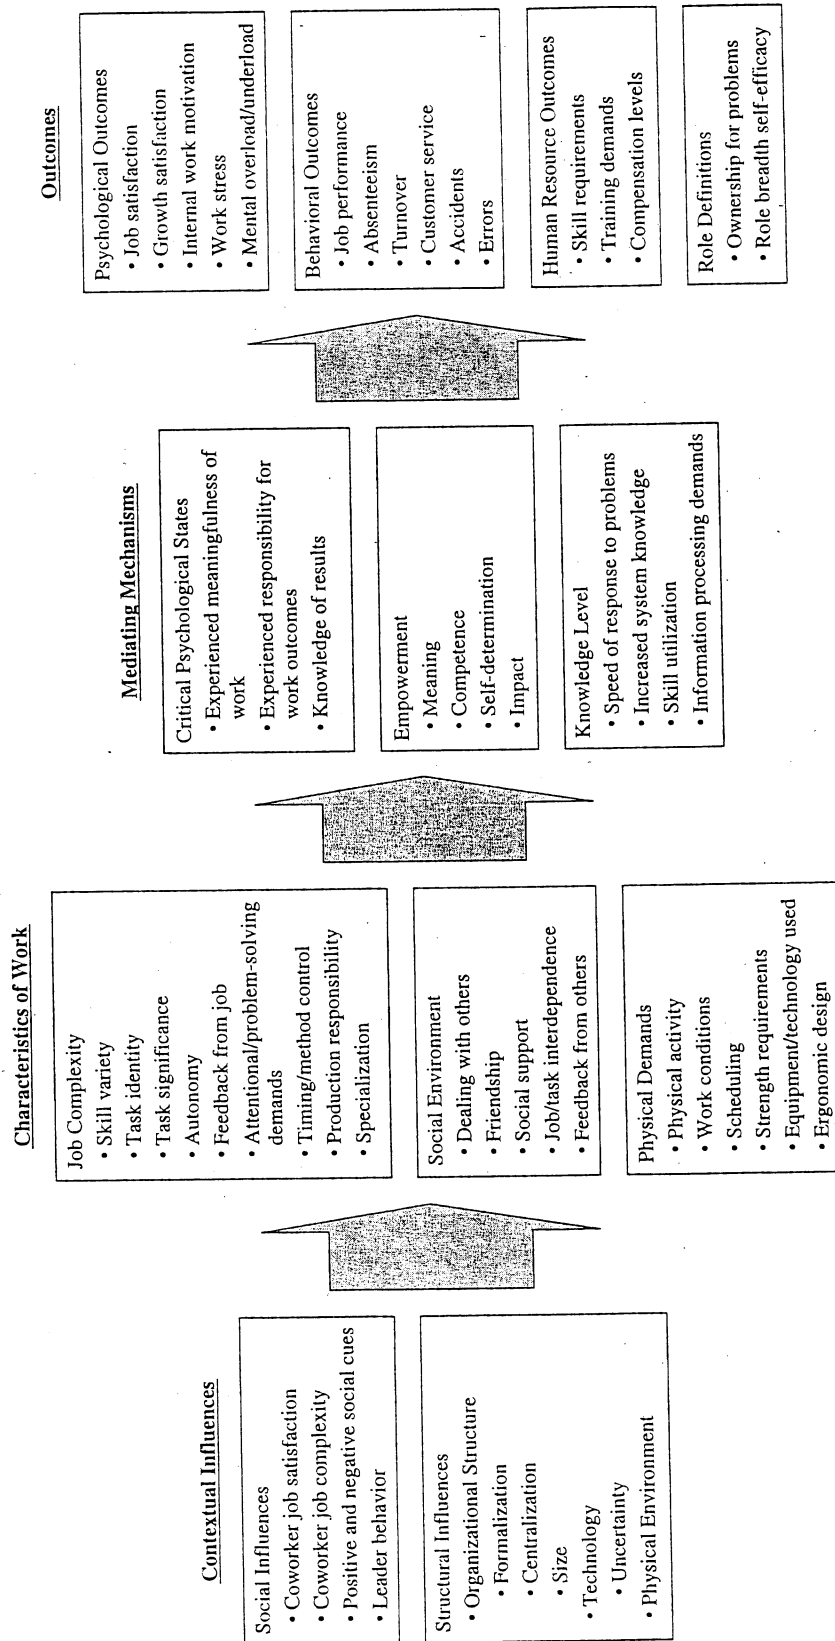 Contextual Influences
Social Influences
• Coworker job satisfaction
• Coworker job complexity
• Positive and negative social cues
• Leader behavior
Structural Influences
• Organizational Structure
• Formalization
• Centralization
• Size
• Technology
• Uncertainty
• Physical Environment
Characteristics of Work
Job Complexity
• Skill variety
• Task identity
• Task significance
• Autonomy
• Feedback from job
• Attentional/problem-solving
demands
• Timing/method control
• Production responsibility
• Specialization
Social Environment
• Dealing with others
• Friendship
• Social support
• Job/task interdependence
• Feedback from others
Physical Demands
• Physical activity
• Work conditions
• Scheduling
• Strength requirements
• Equipment/technology used
• Ergonomic design
Mediating Mechanisms
Critical Psychological States
• Experienced meaningfulness of
work
• Experienced responsibility for
work outcomes
• Knowledge of results
Empowerment
• Meaning
• Competence
• Self-determination
• Impact
Knowledge Level
• Speed of response to problems
• Increased system knowledge
• Skill utilization
• Information processing demands
Outcomes
Psychological Outcomes
• Job satisfaction
• Growth satisfaction
• Internal work motivation
• Work stress
• Mental overload/underload
Behavioral Outcomes
• Job performance
• Absenteeism
• Turnover
• Customer service
• Accidents
• Errors
Human Resource Outcomes
• Skill requirements
• Training demands
• Compensation levels
Role Definitions
• Ownership for problems
• Role breadth self-efficacy